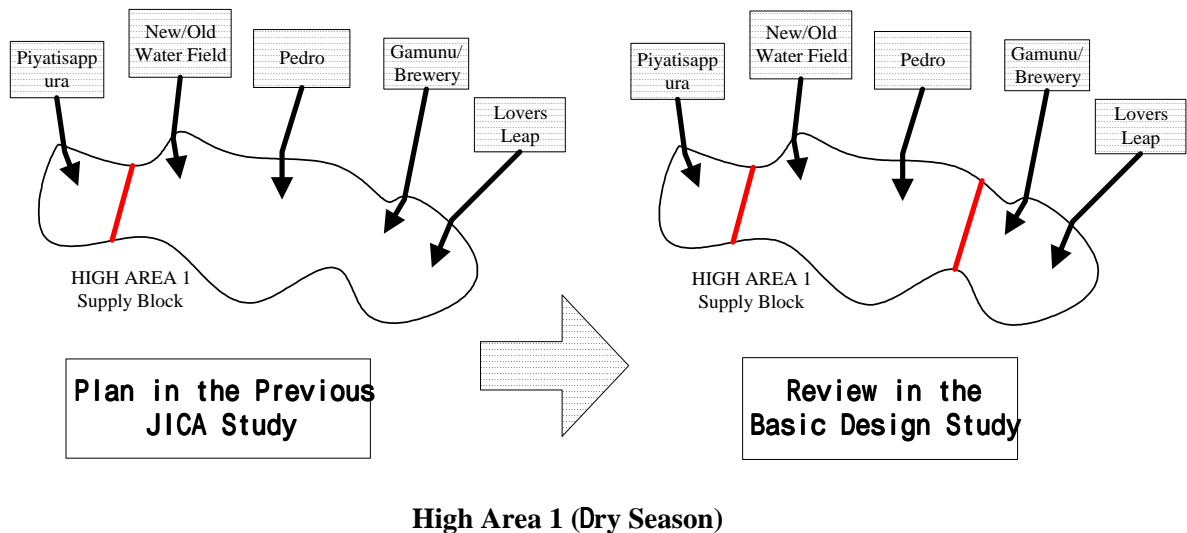 Piyatisapp
ura
New/Old
Water Field
Pedro
Gamunu/
Brewery
Lovers
Leap
HIGH AREA 1
Supply Block
Plan in the Previous
JICA Study
Piyatisapp
ura
New/Old
Water Field
Pedro
Gamunu/
Brewery
Lovers
Leap
HIGH AREA 1
Supply Block
Review in the
Basic Design Study
High Area 1 (Dry Season)